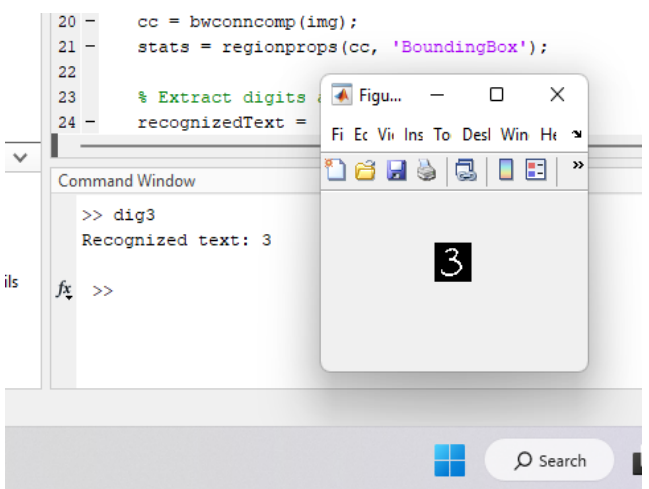 20 - cc = bwconncomp(img);
21 - stats = regionprops(cc, 'BoundingBox');
22
23 % Extract digits
24 - recognizedText =
Figu...
Fi Ec Vi Ins To Desl Win He
3
Command Window
>> dig3
Recognized text: 3
ils
fx >>
Search